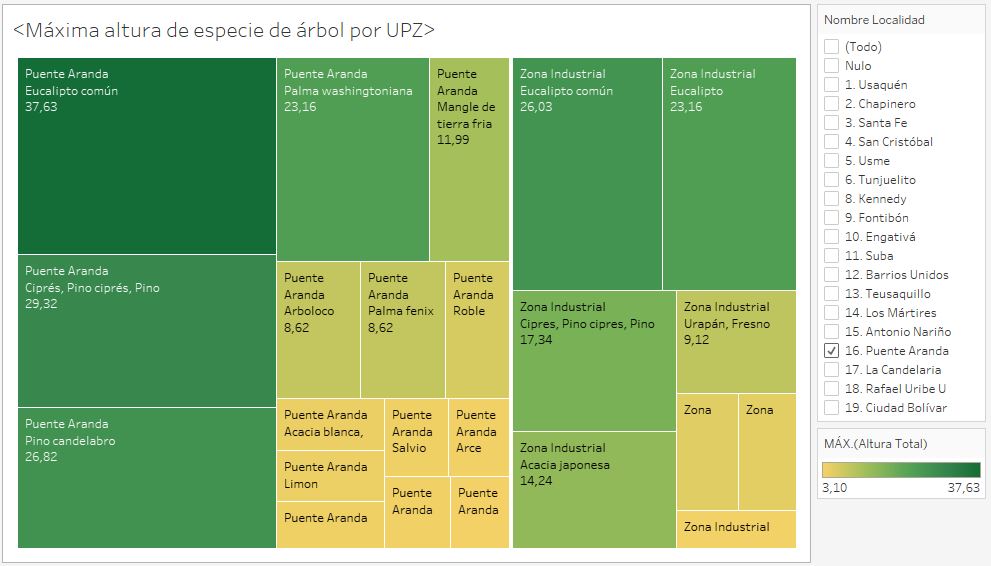 <Máxima altura de especie de árbol por UPZ>
Puente Aranda
Eucalipto común
37,63
Puente Aranda
Ciprés, Pino ciprés, Pino
29,32
Puente Aranda
Pino candelabro
26,82
Puente Aranda
Palma washingtoniana
23,16
Puente
Aranda
Mangle de
tierra fria
11,99
Puente
Aranda
Arboloco
8,62
Puente
Aranda
Palma fenix
8,62
Puente
Aranda
Roble
Puente Aranda
Acacia blanca,
Puente Aranda
Limon
Puente Aranda
Puente
Aranda
Salvio
Puente
Aranda
Arce
Puente
Aranda
Puente
Aranda
Zona Industrial
Eucalipto común
26,03
Zona Industrial
Eucalipto
23,16
Zona Industrial
Cipres, Pino cipres, Pino
17,34
Zona Industrial
Acacia japonesa
14,24
Zona Industrial
Urapán, Fresno
9,12
Zona
Zona
Zona Industrial
Nombre Localidad
(Todo)
Nulo
1. Usaquén
2. Chapinero
3. Santa Fe
4. San Cristóbal
5. Usme
6. Tunjuelito
8. Kennedy
9. Fontibón
10. Engativá
11. Suba
12. Barrios Unidos
13. Teusaquillo
14. Los Mártires
15. Antonio Nariño
16. Puente Aranda
17. La Candelaria
18. Rafael Uribe U
19. Ciudad Bolívar
MÁX.(Altura Total)
3,10 37,63